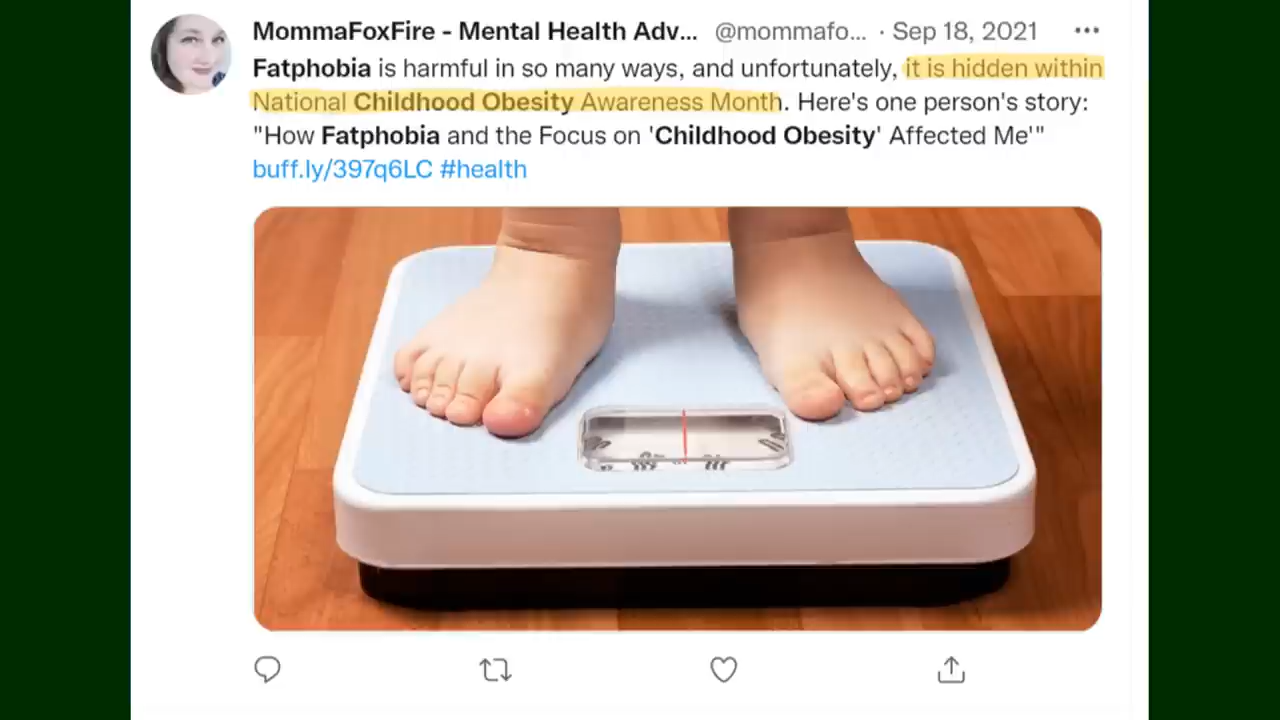 MommaFoxFire - Mental Health Adv... @mommafo... · Sep 18, 2021
Fatphobia is harmful in so many ways, and unfortunately, it is hidden within
National Childhood Obesity Awareness Month. Here's one person's story:
"How Fatphobia and the Focus on 'Childhood Obesity' Affected Me'"
buff.ly/397q6LC #health